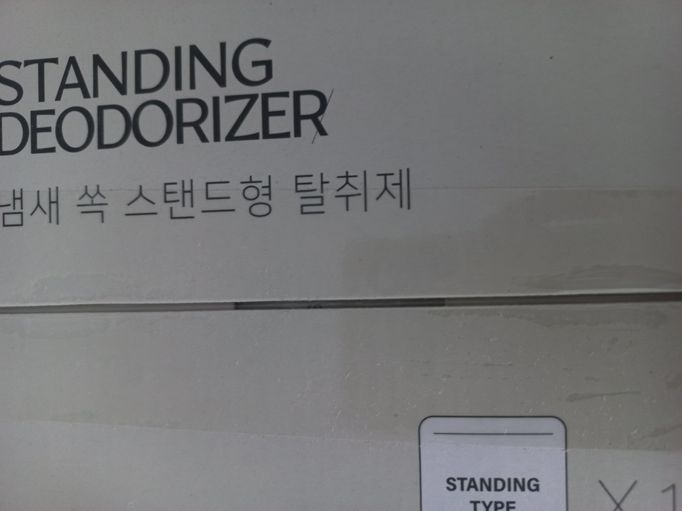 STANDING
DEODORIZER
냄새 쏙 스탠드형 탈취제
STANDING
TYPE
X 1